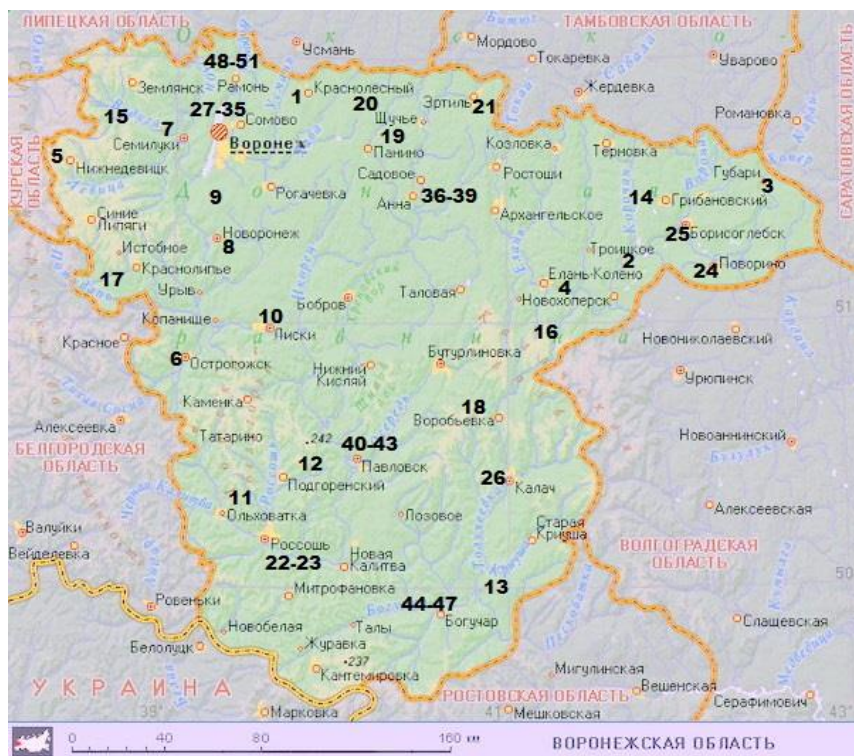 ЛИПЕЦКАЯ ОБЛАСТЬ
ТАМБОВСКАЯ ОБЛАСТЬ
САРАТОВСКАЯ ОБЛАСТЬ
КУРСКАЯ ОБЛАСТЬ
Усмань
Мордово
Токаревка
Уварово
Жердевка
Романовка
48-51
Рамонь
Землянск
1
Краснолесный
20
Эртиль
21
27-35
15
7
Сомово
Щучье
Семилуки
Воронеж
19
Панино
Козловка
Терновка
5
Нижнедевицк
Садовое
Ростоши
Губари
3
9
Рогачевка
Анна
36-39
14
Грибановский
Архангельское
Синие Липяги
Нововоронеж
8
25
Борисоглебск
Истобное
Троицкое
2
17
Краснолипье
24
Поворино
Елань-Колено
4
Урыв
Бобров
Таловая
Новохоперск
Копанище
10
Лиски
16
Новониколаевский
51
Красное
6
Острогожск
Нижний Кисляй
Бутурлиновка
Урюпинск
Каменка
18
Воробьевка
Алексеевка
Татарино
242
40-43
Новоаннинский
БЕЛГОРОДСКАЯ ОБЛАСТЬ
12
Павловск
Подгоренский
26
Калач
11
Ольховатка
Лозовое
Алексеевская
Валуйки
Старая Криуша
Вейделевка
Россошь
ВОЛГОГРАДСКАЯ ОБЛАСТЬ
22-23
Новая Калитва
50
Митрофановка
13
Ровеньки
44-47
Богучар
Слащевская
Новобелая
Талы
Белолуцк
Журавка
237
Кантемировка
Мигулинская
УКРАИНА
РОСТОВСКАЯ ОБЛАСТЬ
Вешенская
Серафимович
39°
Марковка
41
Мешковская
43°
0 40 80 160 км
ВОРОНЕЖСКАЯ ОБЛАСТЬ